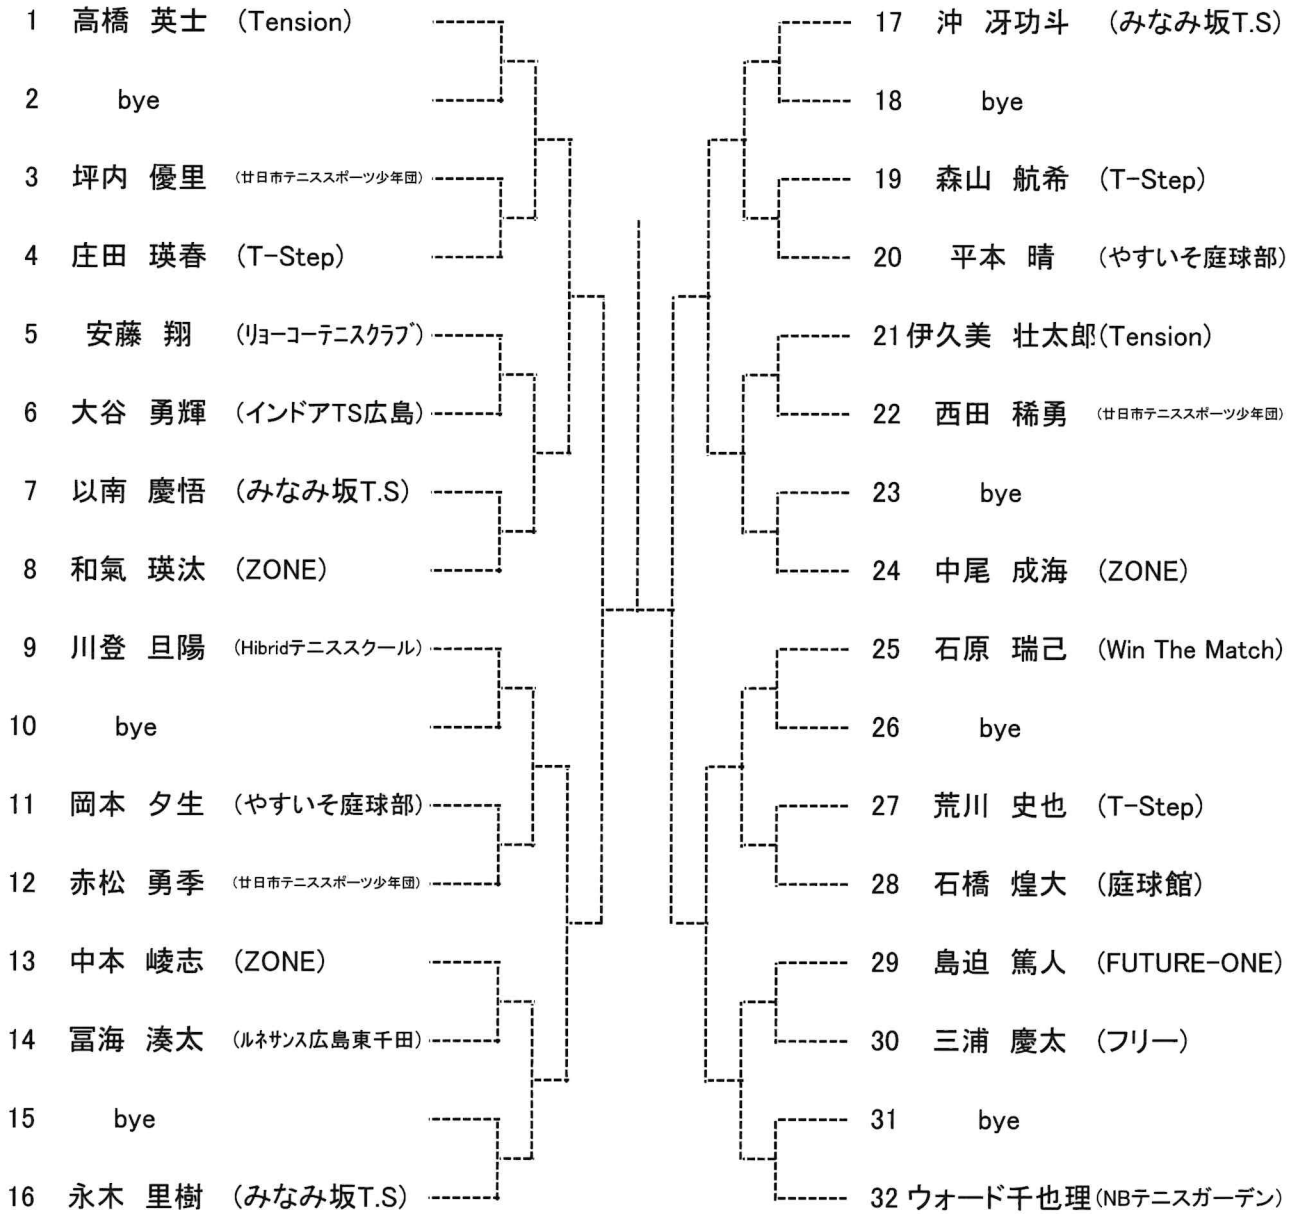 1 高橋 英士 (Tension)
2 bye
3 坪内 優里 (廿日市テニススポーツ少年団)
4 庄田 瑛春 (T-Step)
5 安藤 翔 (リョーコーテニスクラブ)
6 大谷 勇輝 (インドアTS広島)
7 以南 慶悟 (みなみ坂T.S)
8 和氣 瑛汰 (ZONE)
9 川登 旦陽 (Hibridテニススクール)
10 bye
11 岡本 夕生 (やすいそ庭球部)
12 赤松 勇季 (廿日市テニススポーツ少年団)
13 中本 崚志 (ZONE)
14 冨海 湊太 (ルネサンス広島東千田)
15 bye
16 永木 里樹 (みなみ坂T.S)
17 沖 冴功斗 (みなみ坂T.S)
18 bye
19 森山 航希 (T-Step)
20 平本 晴 (やすいそ庭球部)
21 伊久美 壮太郎 (Tension)
22 西田 稀勇 (廿日市テニススポーツ少年団)
23 bye
24 中尾 成海 (ZONE)
25 石原 瑞己 (Win The Match)
26 bye
27 荒川 史也 (T-Step)
28 石橋 煌大 (庭球館)
29 島迫 篤人 (FUTURE-ONE)
30 三浦 慶太 (フリー)
31 bye
32 ウォード千也理 (NBテニスガーデン)